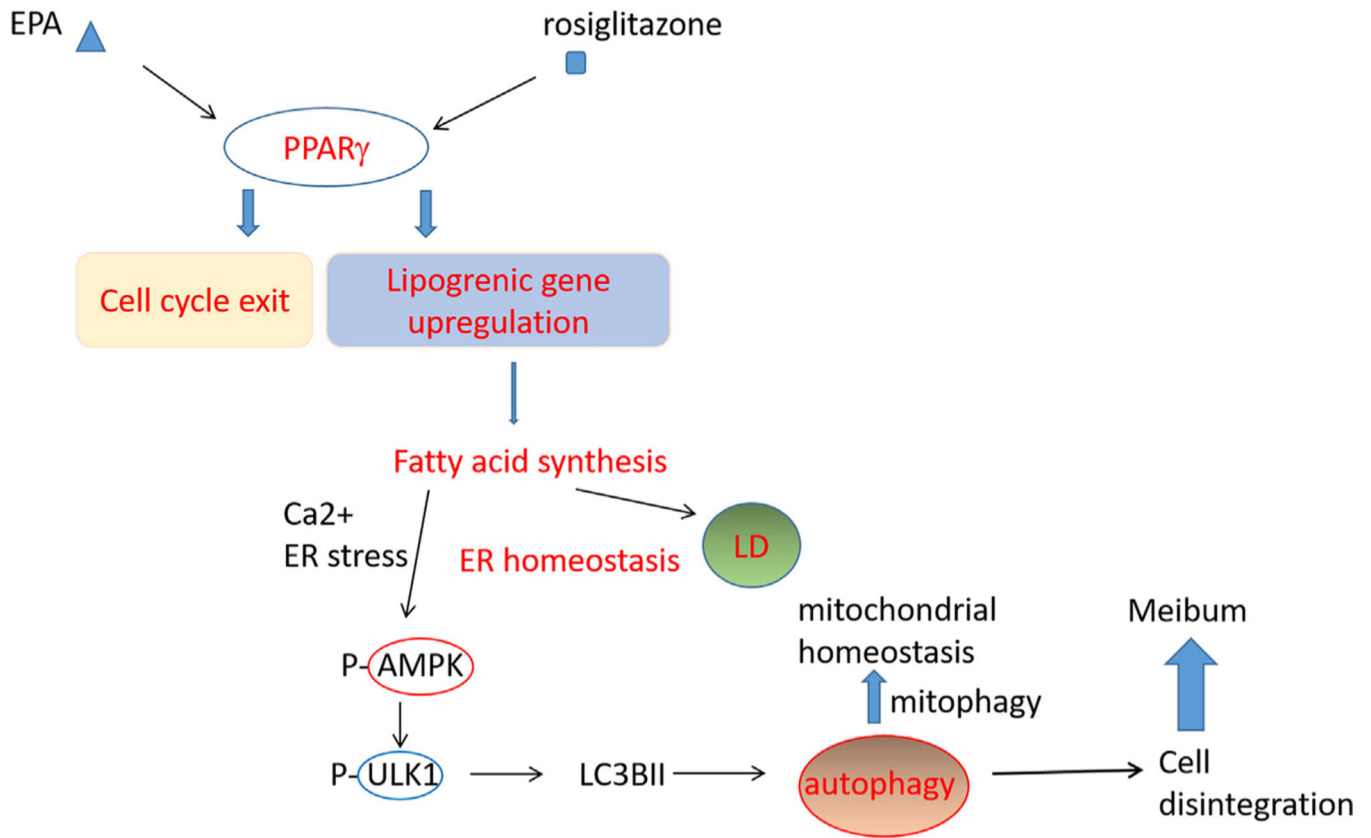 EPA
rosiglitazone
PPARγ
Cell cycle exit
Lipogrenic gene
upregulation
Fatty acid synthesis
Ca2+
ER stress
ER homeostasis
LD
mitochondrial
homeostasis
Meibum
mitophagy
P-AMPK
P-ULK1
LC3BII
autophagy
Cell
disintegration